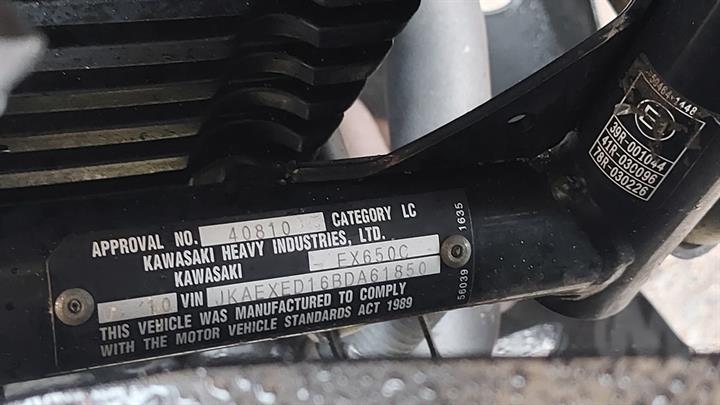 APPROVAL NO. 40810 CATEGORY LC
KAWASAKI HEAVY INDUSTRIES, LTD.
KAWASAKI EX650C
10 VIN JKAEXED16BDA61850
THIS VEHICLE WAS MANUFACTURED TO COMPLY
WITH THE MOTOR VEHICLE STANDARDS ACT 1989
56039 1635
39R-001044
41R-030096
78R-030226